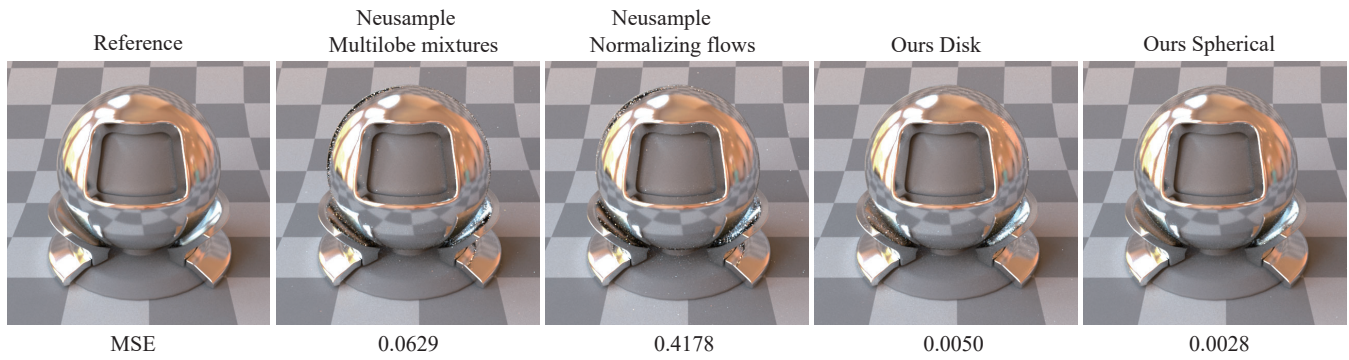 Reference
Neusample
Multilobe mixtures
Neusample
Normalizing flows
Ours Disk
Ours Spherical
MSE
0.0629
0.4178
0.0050
0.0028